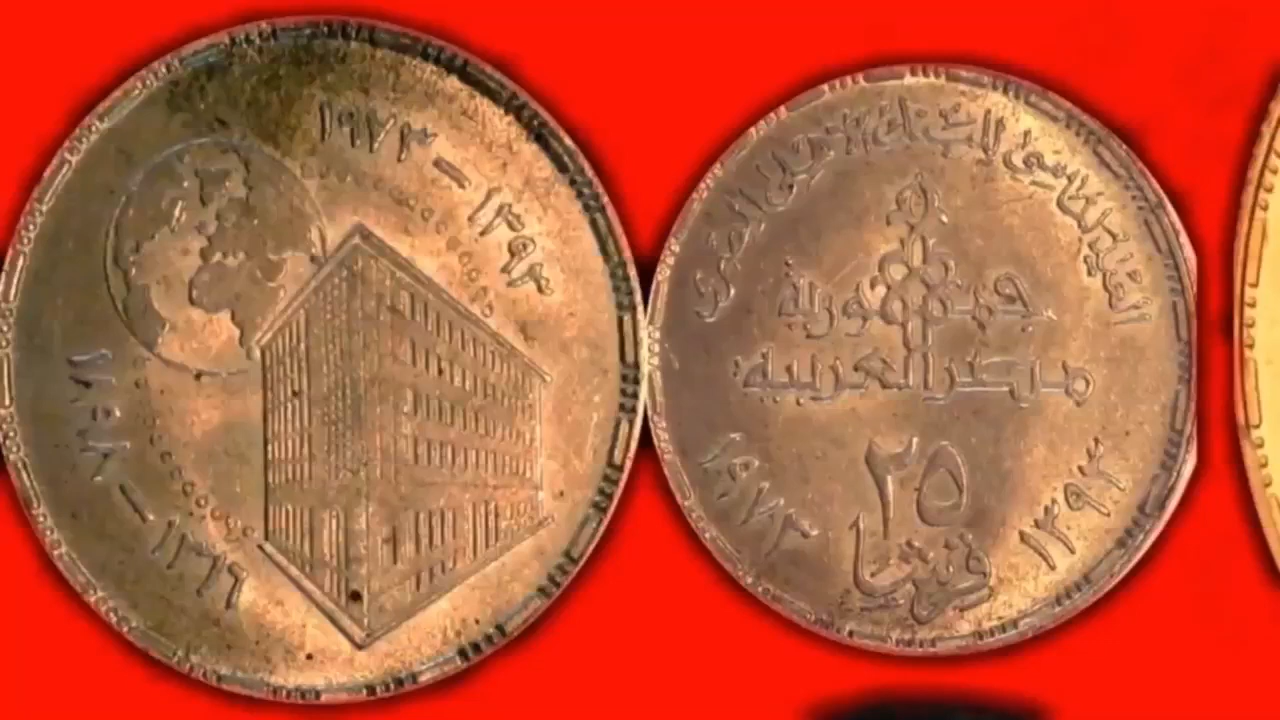 ١٩٧٣ - ١٣٩٣
١٨٩٨ - ١٣١٦
العيد الماسي للبنك الأهلي المصري
جمهورية
مصر العربية
٢٥
قرشا
١٩٧٣
١٣٩٣